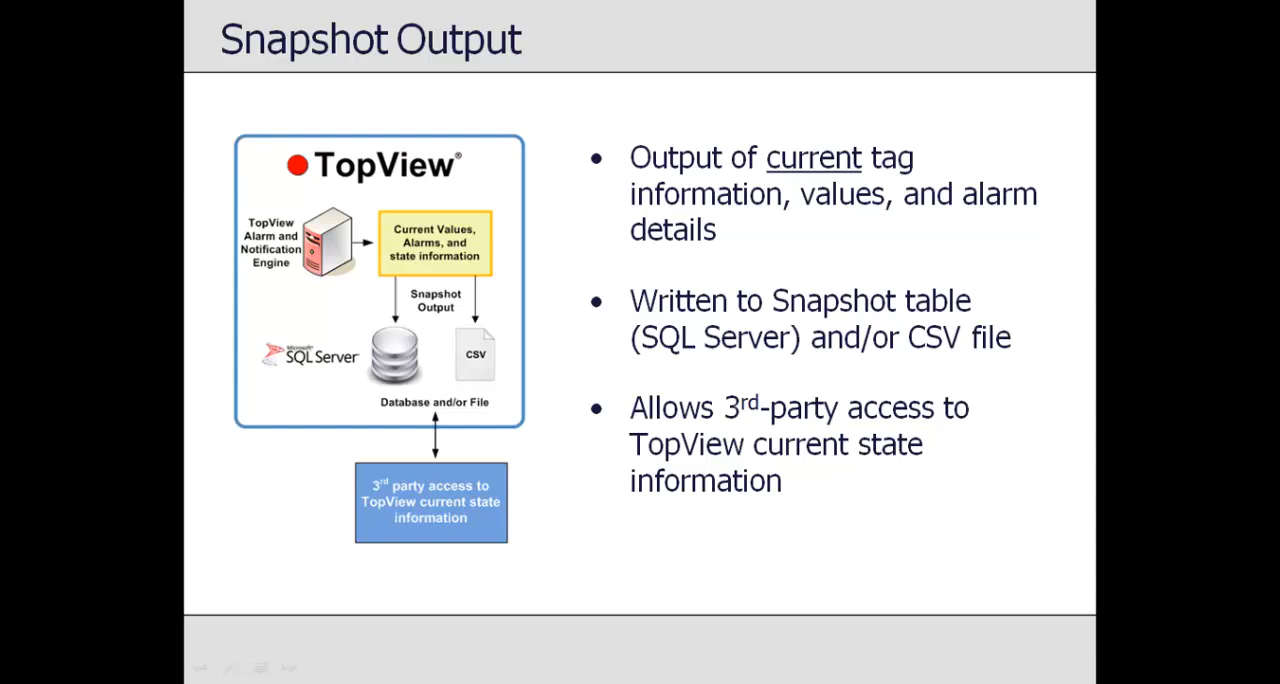 Snapshot Output
TopView®
TopView
Alarm and
Notification
Engine
Current Values,
Alarms, and
state information
Snapshot
Output
Microsoft
SQL Server
CSV
Database and/or File
3rd party access to
TopView current state
information
• Output of current tag
information, values, and alarm
details
• Written to Snapshot table
(SQL Server) and/or CSV file
• Allows 3rd-party access to
TopView current state
information